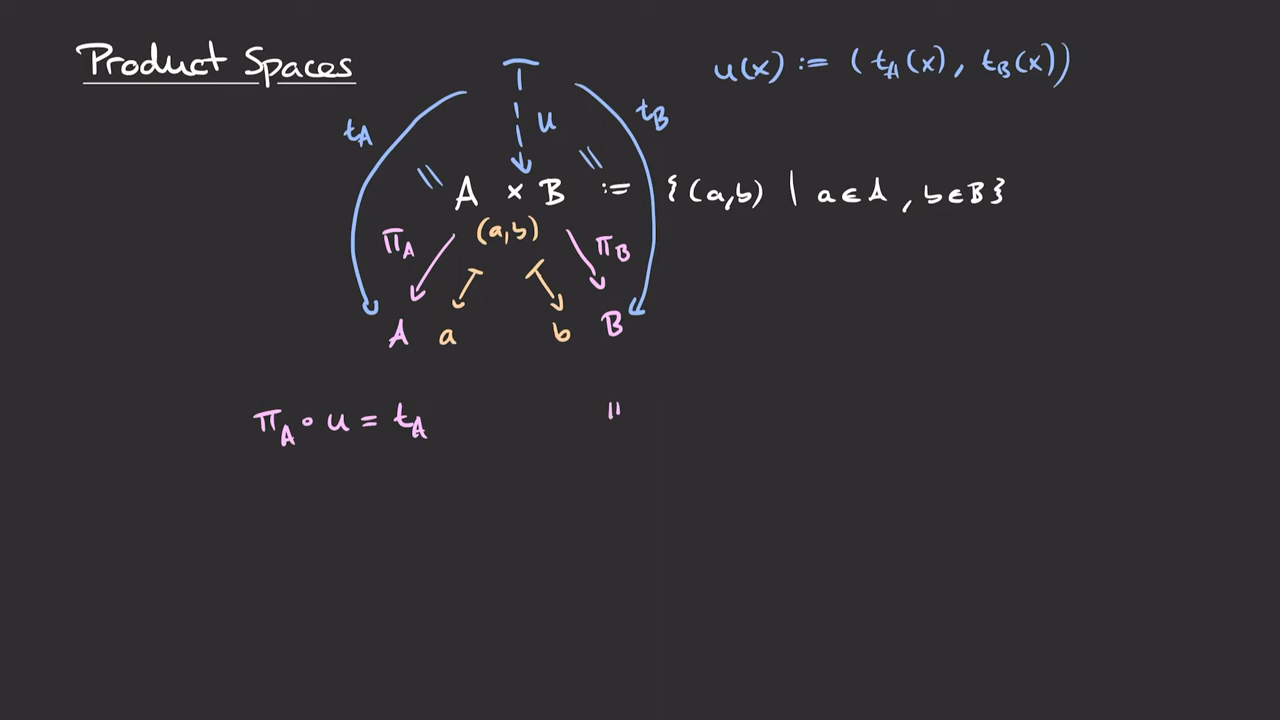 Product Spaces
T
u(x) := (t_A(x), t_B(x))
t_A u t_B
" A × B " := {(a,b) | a∈A, b∈B}
π_A (a,b) π_B
A a b B
π_A ∘ u = t_A "